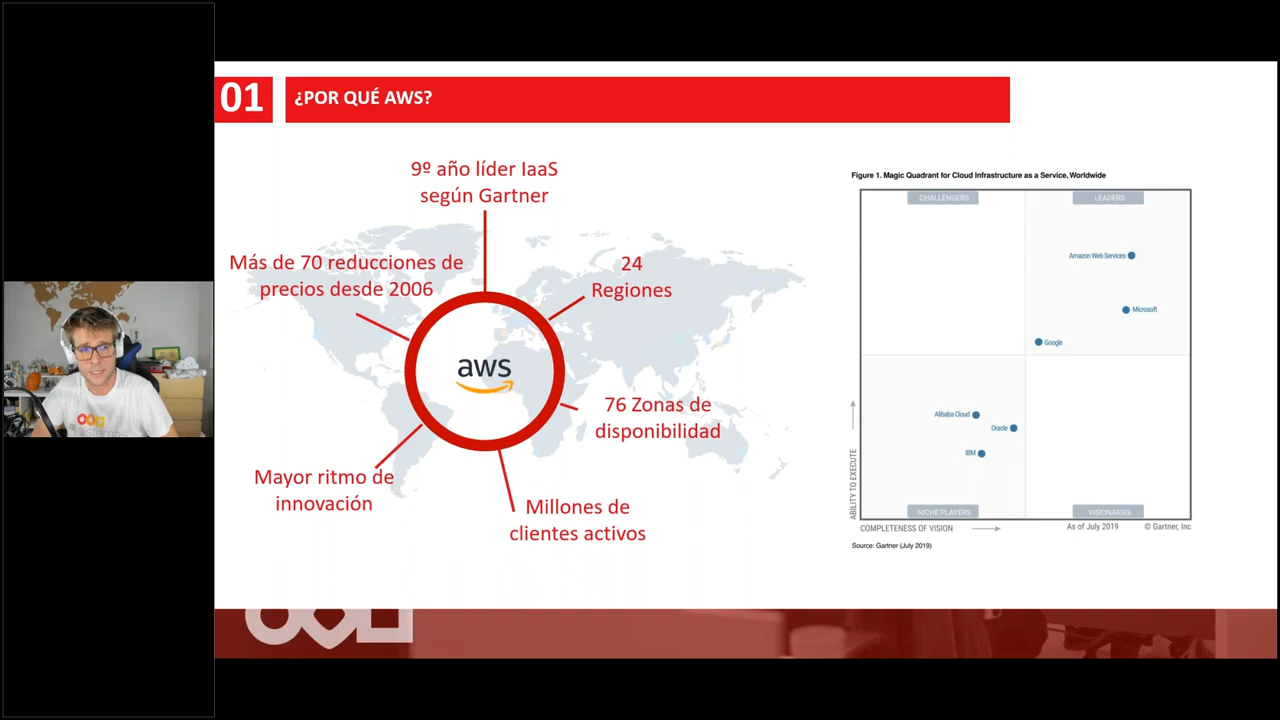 01
¿POR QUÉ AWS?
9º año líder IaaS
según Gartner
Más de 70 reducciones de
precios desde 2006
24
Regiones
aws
76 Zonas de
disponibilidad
Mayor ritmo de
innovación
Millones de
clientes activos
Figure 1. Magic Quadrant for Cloud Infrastructure as a Service, Worldwide
CHALLENGERS
LEADERS
Amazon Web Services
Microsoft
Google
Alibaba Cloud
Oracle
IBM
ABILITY TO EXECUTE
NICHE PLAYERS
VISIONARIES
COMPLETENESS OF VISION
As of July 2019
© Gartner, Inc
Source: Gartner (July 2019)